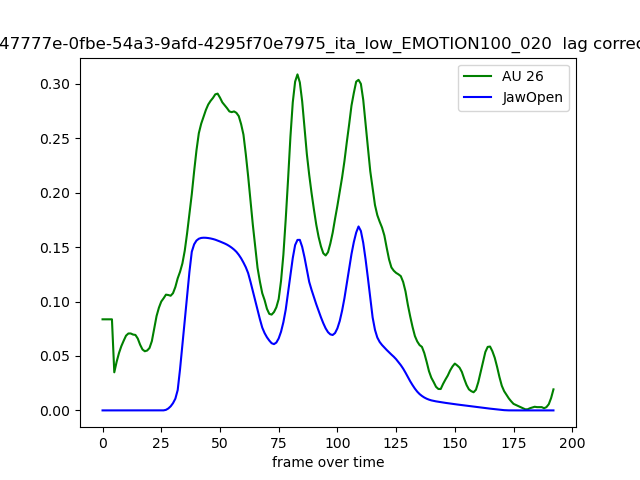 47777e-0fbe-54a3-9afd-4295f70e7975_ita_low_EMOTION100_020 lag correc
AU 26
JawOpen
0.30
0.25
0.20
0.15
0.10
0.05
0.00
0 25 50 75 100 125 150 175 200
frame over time